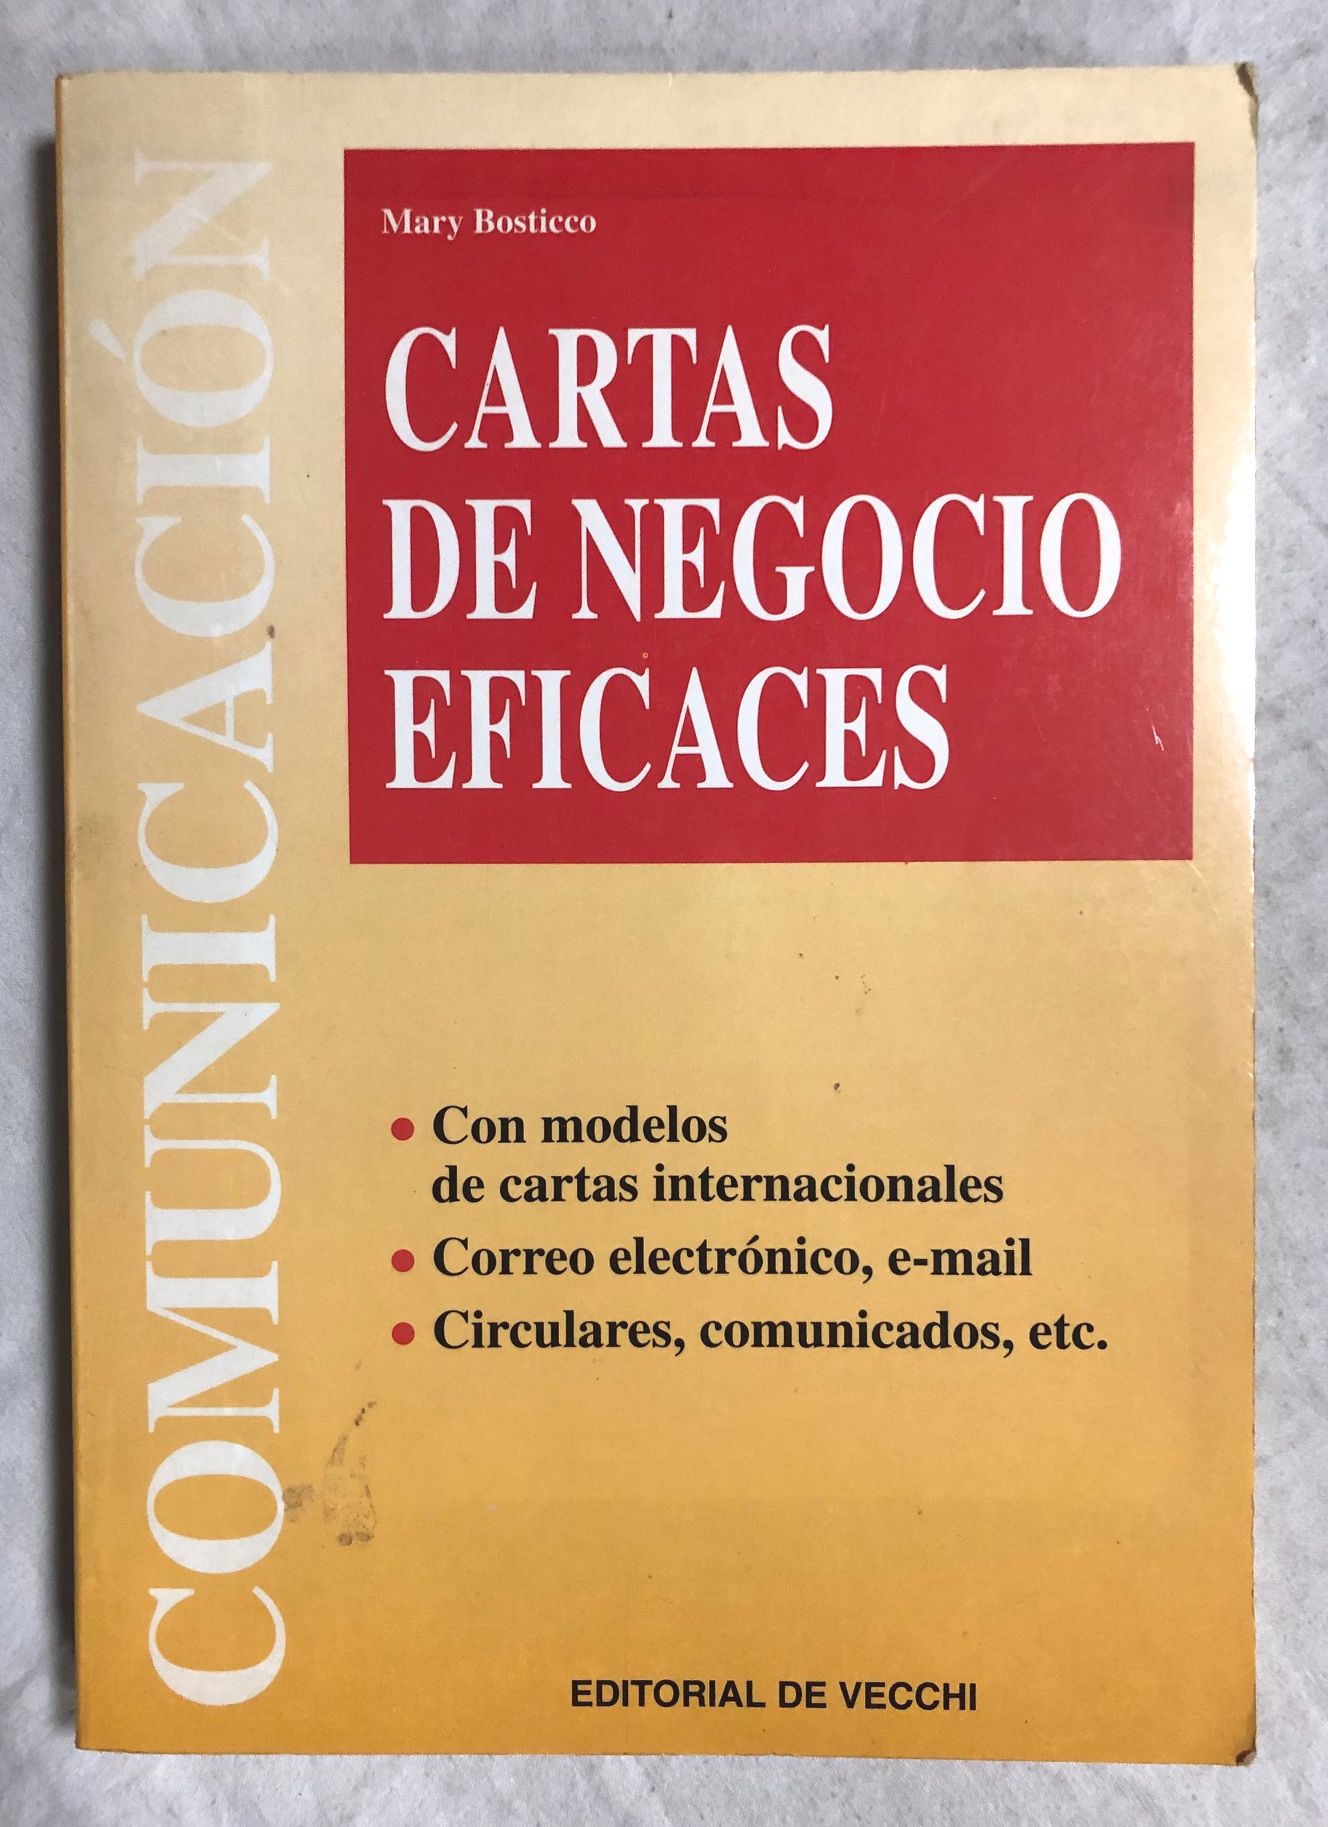 COMUNICACIÓN
Mary Bosticco
CARTAS
DE NEGOCIO
EFICACES
• Con modelos
de cartas internacionales
• Correo electrónico, e-mail
• Circulares, comunicados, etc.
EDITORIAL DE VECCHI